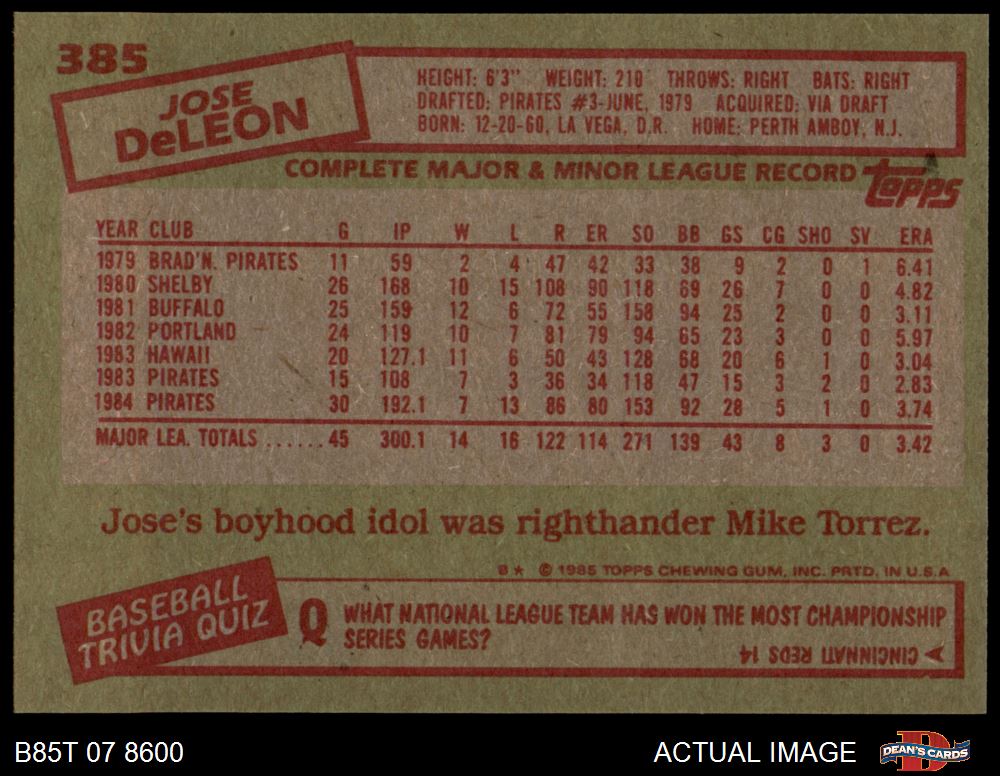 385
JOSE
DeLEON
HEIGHT: 6'3" WEIGHT: 210 THROWS: RIGHT BATS: RIGHT
DRAFTED: PIRATES #3-JUNE, 1979 ACQUIRED: VIA DRAFT
BORN: 12-20-60, LA VEGA, D.R. HOME: PERTH AMBOY, N.J.
COMPLETE MAJOR & MINOR LEAGUE RECORD topps
YEAR CLUB G IP W L R ER SO BB GS CG SHO SV ERA
1979 BRAD'N. PIRATES 11 59 2 4 47 42 33 38 9 2 0 1 6.41
1980 SHELBY 26 168 10 15 108 90 118 69 26 7 0 0 4.82
1981 BUFFALO 25 159 12 6 72 55 158 94 25 2 0 0 3.11
1982 PORTLAND 24 119 10 7 81 79 94 65 23 3 0 0 5.97
1983 HAWAII 20 127.1 11 6 50 43 128 68 20 6 1 0 3.04
1983 PIRATES 15 108 7 3 36 34 118 47 15 3 2 0 2.83
1984 PIRATES 30 192.1 7 13 86 80 153 92 28 5 1 0 3.74
MAJOR LEA. TOTALS ...... 45 300.1 14 16 122 114 271 139 43 8 3 0 3.42
Jose's boyhood idol was righthander Mike Torrez.
B* © 1985 TOPPS CHEWING GUM, INC. PRTD. IN U.S.A
BASEBALL
TRIVIA QUIZ
Q WHAT NATIONAL LEAGUE TEAM HAS WON THE MOST CHAMPIONSHIP
SERIES GAMES?
A CINCINNATI REDS 14
B85T 07 8600 ACTUAL IMAGE DEAN'S CARDS